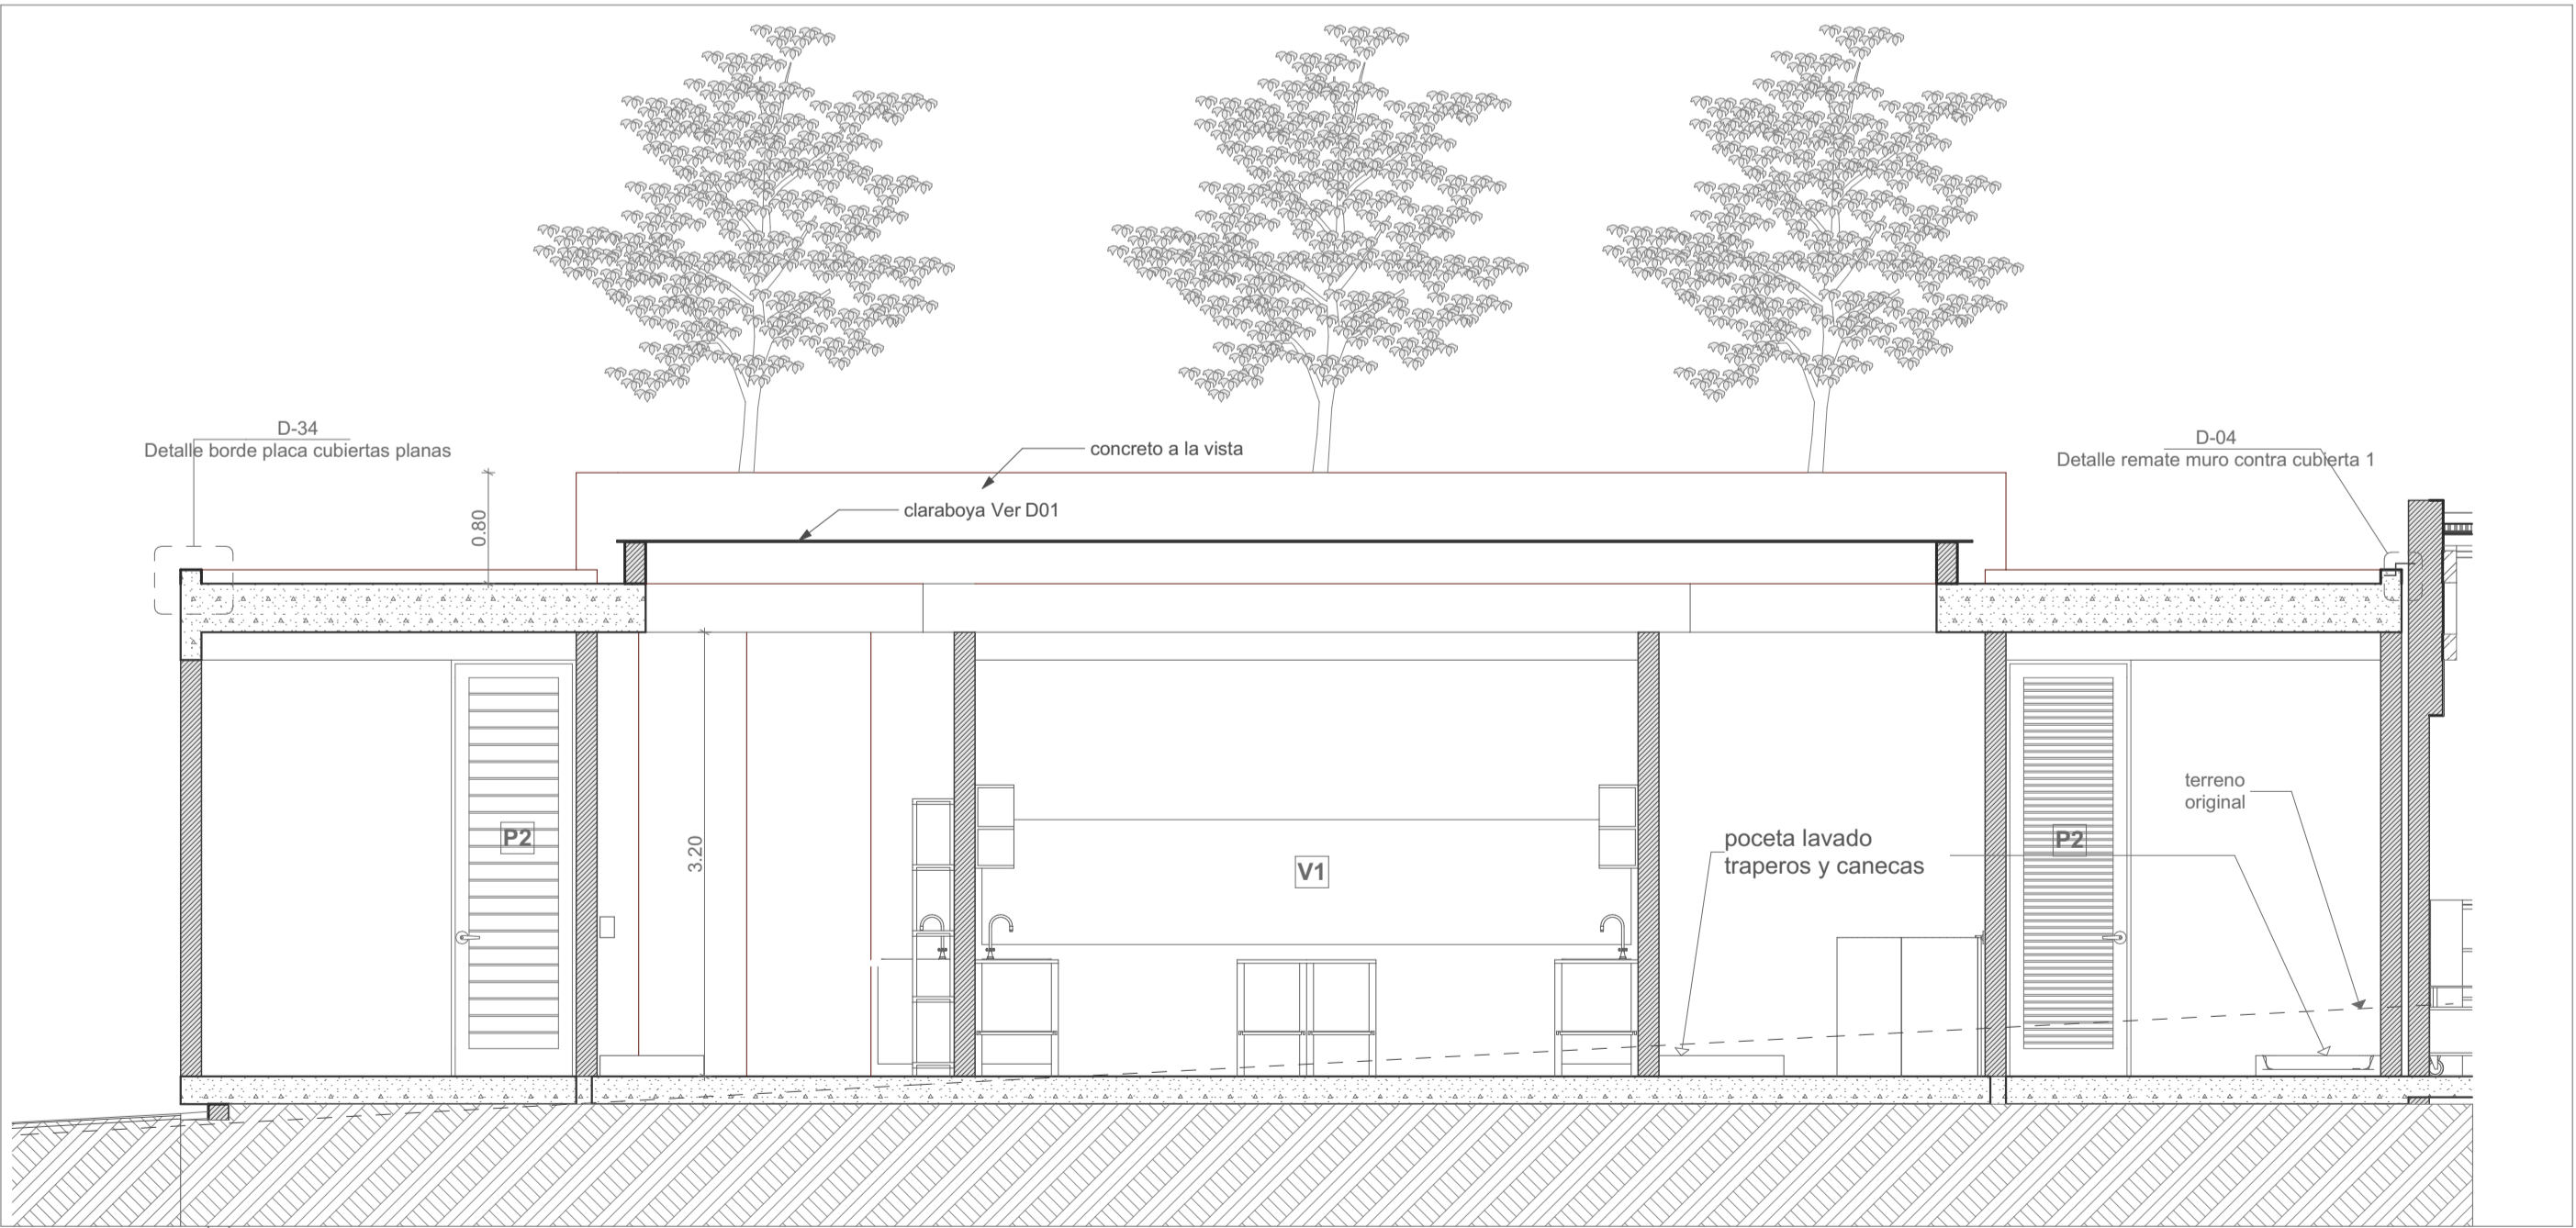 D-34
Detalle borde placa cubiertas planas
concreto a la vista
D-04
Detalle remate muro contra cubierta 1
claraboya Ver D01
0.80
P2
3.20
V1
poceta lavado
traperos y canecas
P2
terreno
original